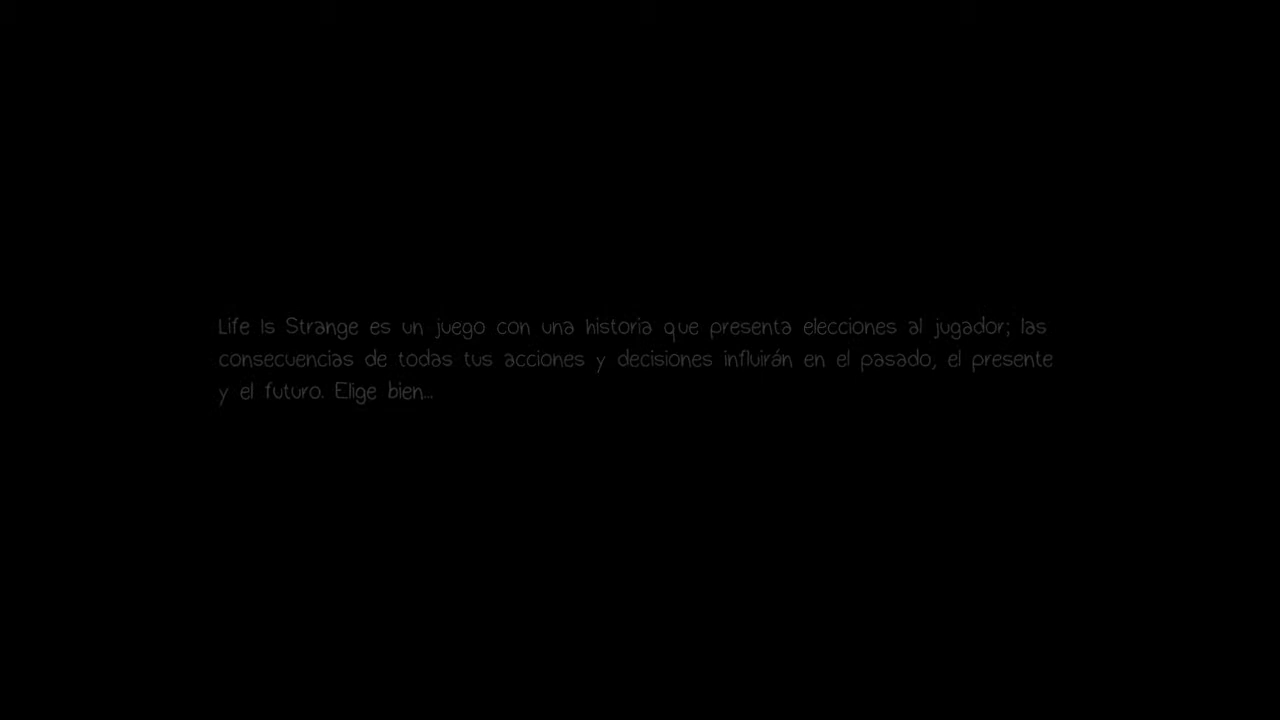 Life Is Strange es un juego con una historia que presenta elecciones al jugador; las
consecuencias de todas tus acciones y decisiones influirán en el pasado, el presente
y el futuro. Elige bien...